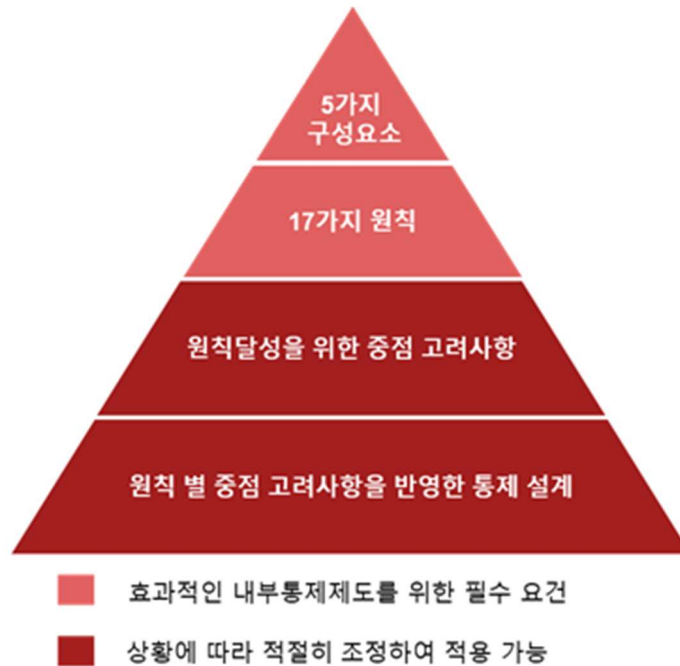 5가지
구성요소
17가지 원칙
원칙달성을 위한 중점 고려사항
원칙 별 중점 고려사항을 반영한 통제 설계
효과적인 내부통제제도를 위한 필수 요건
상황에 따라 적절히 조정하여 적용 가능